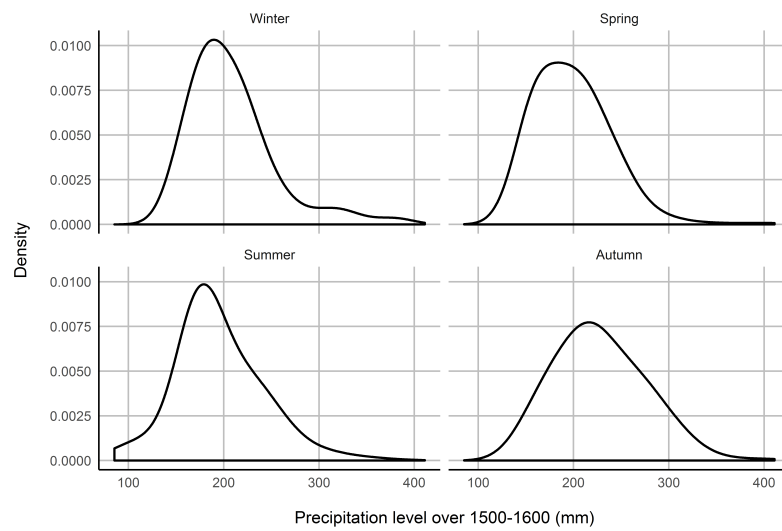 Winter
Spring
0.0100
0.0075
0.0050
0.0025
0.0000
Density
Summer
Autumn
0.0100
0.0075
0.0050
0.0025
0.0000
100 200 300 400 100 200 300 400
Precipitation level over 1500-1600 (mm)